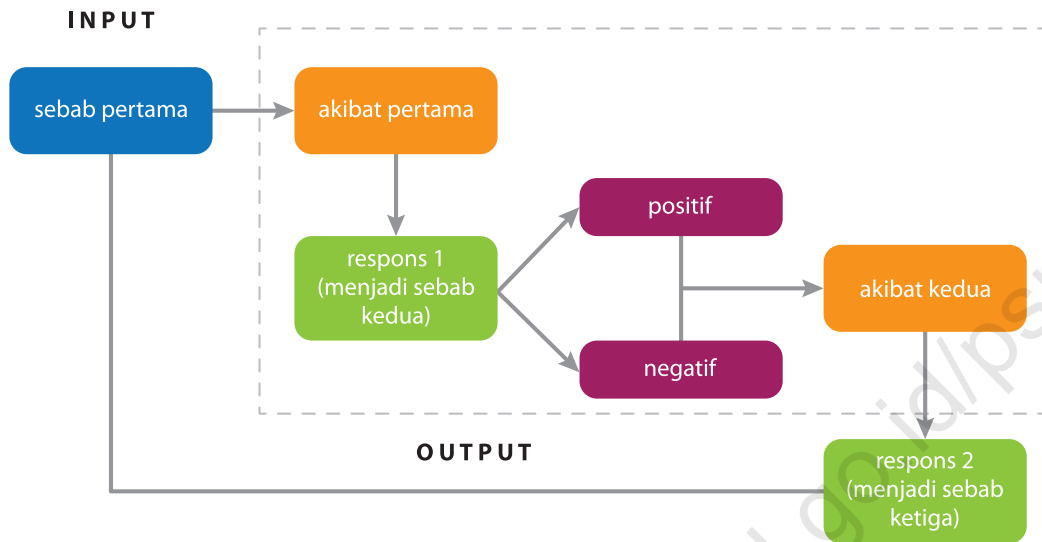 INPUT
sebab pertama
akibat pertama
respons 1
(menjadi sebab
kedua)
positif
negatif
akibat kedua
OUTPUT
respons 2
(menjadi sebab
ketiga)